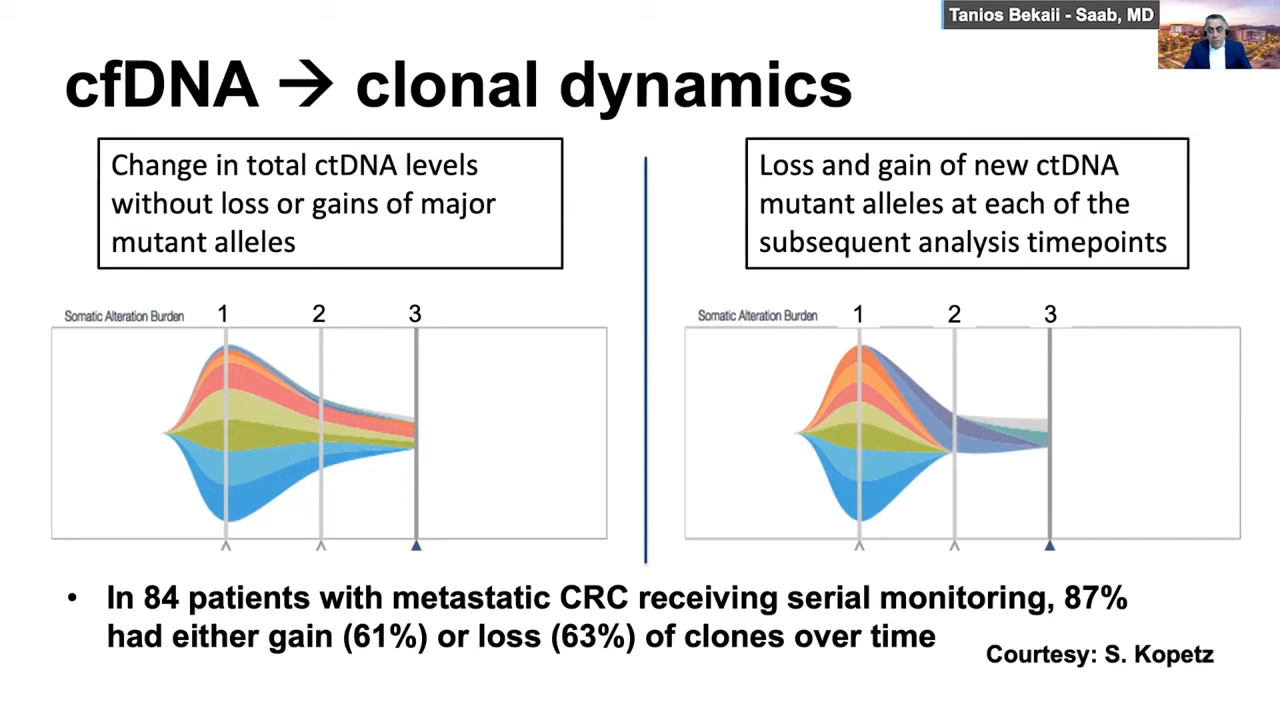 Tanios Bekaii - Saab, MD
cfDNA → clonal dynamics
Change in total ctDNA levels
without loss or gains of major
mutant alleles
Loss and gain of new ctDNA
mutant alleles at each of the
subsequent analysis timepoints
Somatic Alteration Burden 1 2 3
Somatic Alteration Burden 1 2 3
• In 84 patients with metastatic CRC receiving serial monitoring, 87%
had either gain (61%) or loss (63%) of clones over time
Courtesy: S. Kopetz